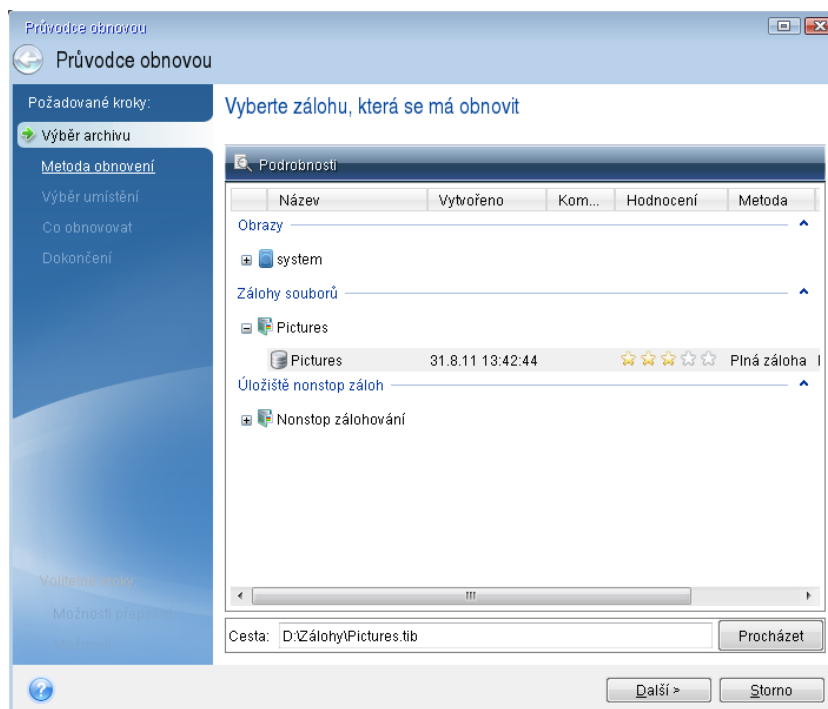 Průvodce obnovou
Průvodce obnovou
Požadované kroky:
Výběr archivu
Metoda obnovení
Výběr umístění
Co obnovovat
Dokončení
Volitelné kroky:
Možnosti
Vyberte zálohu, která se má obnovit
Podrobnosti
Název Vytvořeno Kom... Hodnocení Metoda
Obrazy
system
Zálohy souborů
Pictures
Pictures 31.8.11 13:42:44 Plná záloha
Úložiště nonstop záloh
Nonstop zálohování
Cesta: D:\Zálohy\Pictures.tib Procházet
Další > Storno